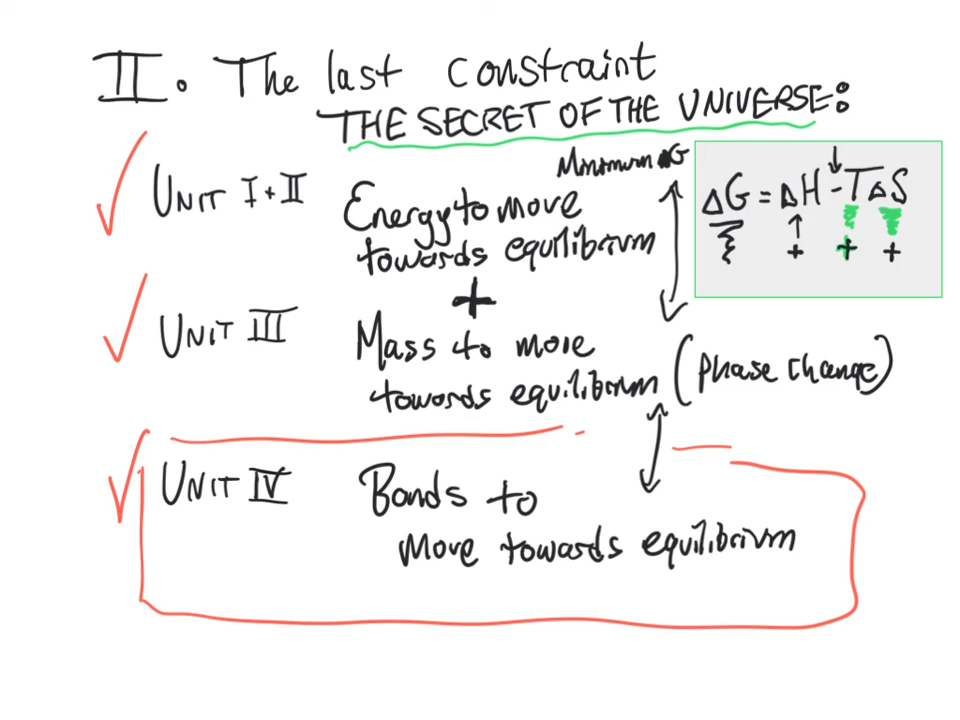 II. The last constraint
THE SECRET OF THE UNIVERSE:
Minimum G
ΔG = ΔH - TΔS
+ + +
UNIT I + II Energy to move
towards equilibrium
+
UNIT III Mass to move
towards equilibrium (phase change)
UNIT IV Bonds to
move towards equilibrium